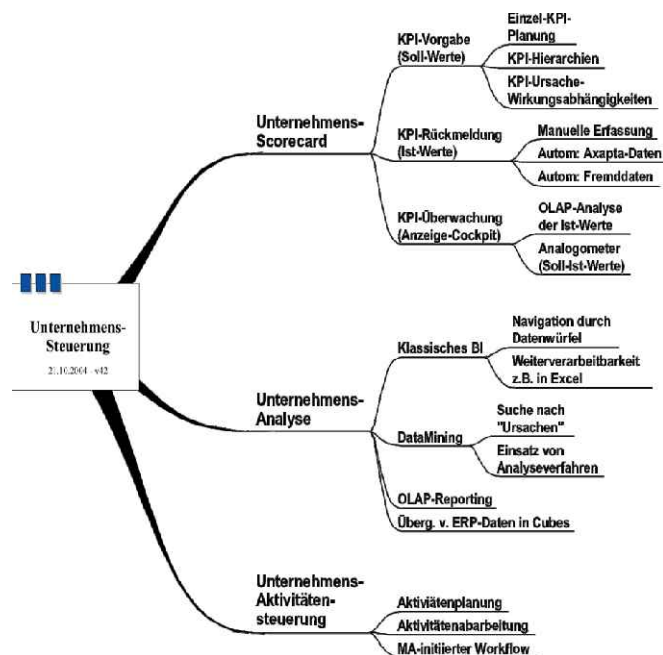 Unternehmens-
Steuerung
21.10.2004 - v42
Unternehmens-
Scorecard
KPI-Vorgabe
(Soll-Werte)
Einzel-KPI-
Planung
KPI-Hierarchien
KPI-Ursache-
Wirkungsabhängigkeiten
KPI-Rückmeldung
(Ist-Werte)
Manuelle Erfassung
Autom: Axapta-Daten
Autom: Fremddaten
KPI-Überwachung
(Anzeige-Cockpit)
OLAP-Analyse
der Ist-Werte
Analogometer
(Soll-Ist-Werte)
Unternehmens-
Analyse
Klassisches BI
Navigation durch
Datenwürfel
Weiterverarbeitbarkeit
z.B. in Excel
DataMining
Suche nach
"Ursachen"
Einsatz von
Analyseverfahren
OLAP-Reporting
Überg. v. ERP-Daten in Cubes
Unternehmens-
Aktivitäten-
steuerung
Aktiviätenplanung
Aktivitätenabarbeitung
MA-initiierter Workflow